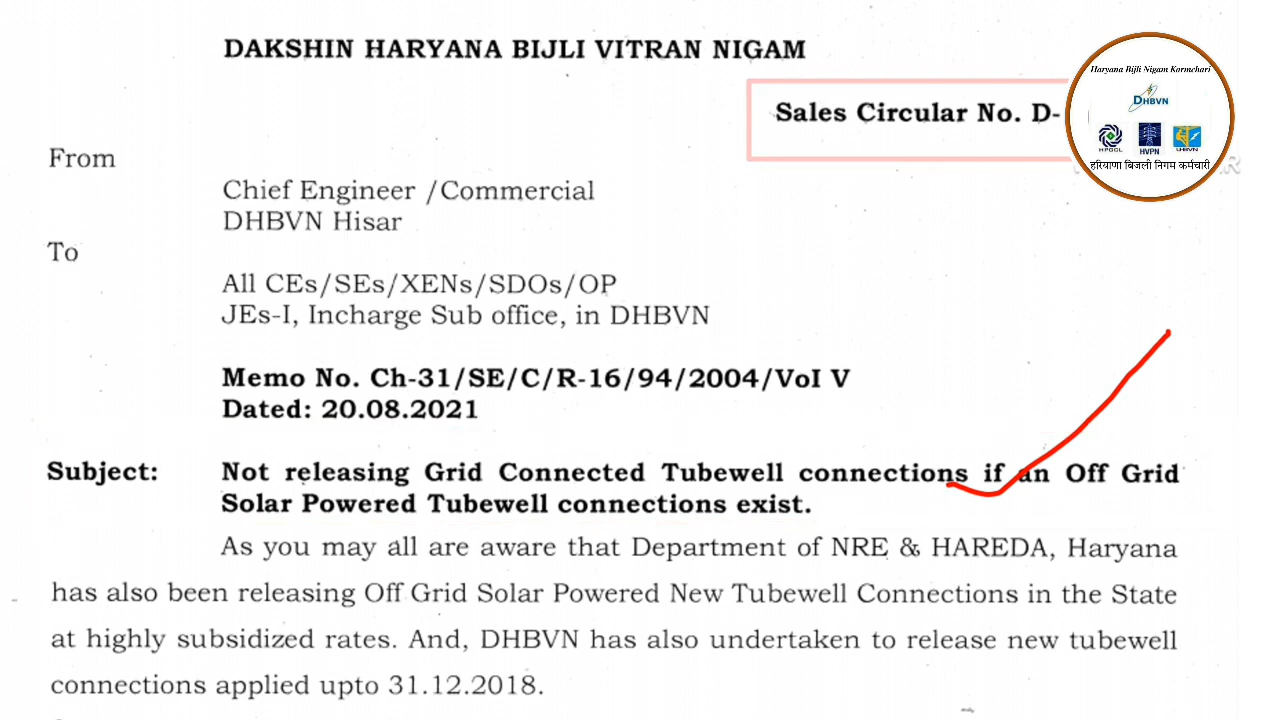 DAKSHIN HARYANA BIJLI VITRAN NIGAM
Sales Circular No. D-
Haryana Bijli Nigam Karmchari
DHBVN
HPGCL HVPN UHBVN
हरियाणा बिजली निगम कर्मचारी
From
Chief Engineer /Commercial
DHBVN Hisar
To
All CEs/SEs/XENs/SDOs/OP
JEs-I, Incharge Sub office, in DHBVN
Memo No. Ch-31/SE/C/R-16/94/2004/Vol V
Dated: 20.08.2021
Subject: Not releasing Grid Connected Tubewell connections if an Off Grid
Solar Powered Tubewell connections exist.
As you may all are aware that Department of NRE & HAREDA, Haryana
has also been releasing Off Grid Solar Powered New Tubewell Connections in the State
at highly subsidized rates. And, DHBVN has also undertaken to release new tubewell
connections applied upto 31.12.2018.